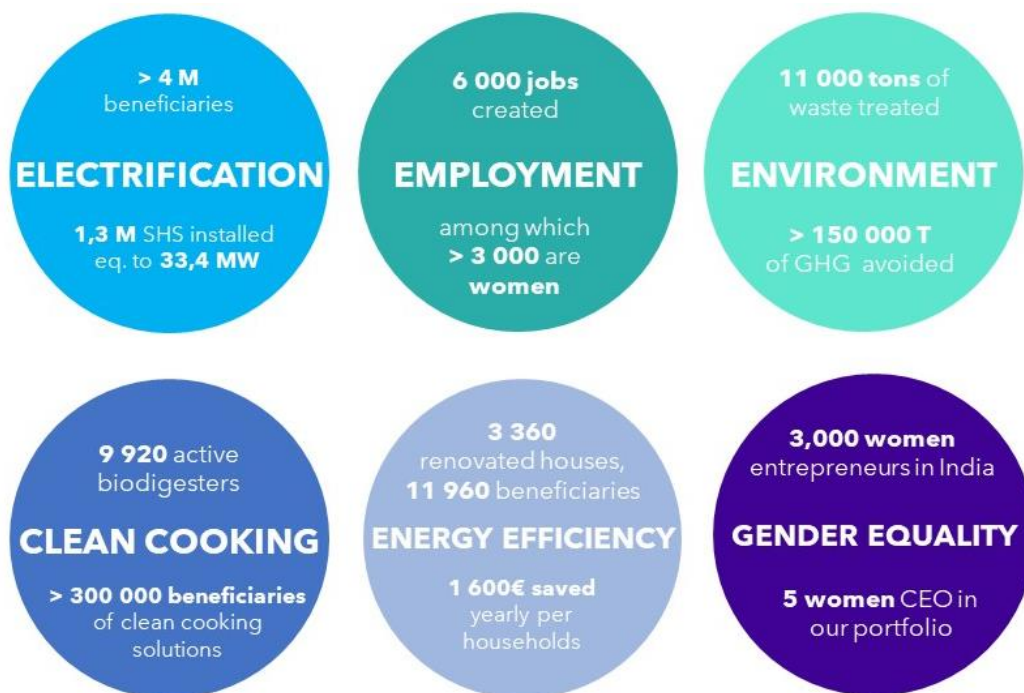 > 4 M
beneficiaries
ELECTRIFICATION
1,3 M SHS installed
eq. to 33,4 MW
6 000 jobs
created
EMPLOYMENT
among which
> 3 000 are
women
11 000 tons of
waste treated
ENVIRONMENT
> 150 000 T
of GHG avoided
9 920 active
biodigesters
CLEAN COOKING
> 300 000 beneficiaries
of clean cooking
solutions
3 360
renovated houses,
11 960 beneficiaries
ENERGY EFFICIENCY
1 600€ saved
yearly per
households
3,000 women
entrepreneurs in India
GENDER EQUALITY
5 women CEO in
our portfolio